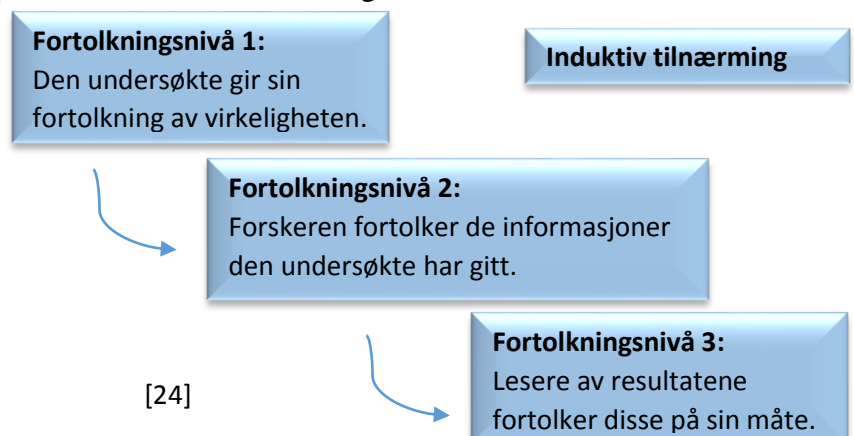 Fortolkningsnivå 1:
Den undersøkte gir sin
fortolkning av virkeligheten.
Induktiv tilnærming
Fortolkningsnivå 2:
Forskeren fortolker de informasjoner
den undersøkte har gitt.
Fortolkningsnivå 3:
Lesere av resultatene
fortolker disse på sin måte.
[24]